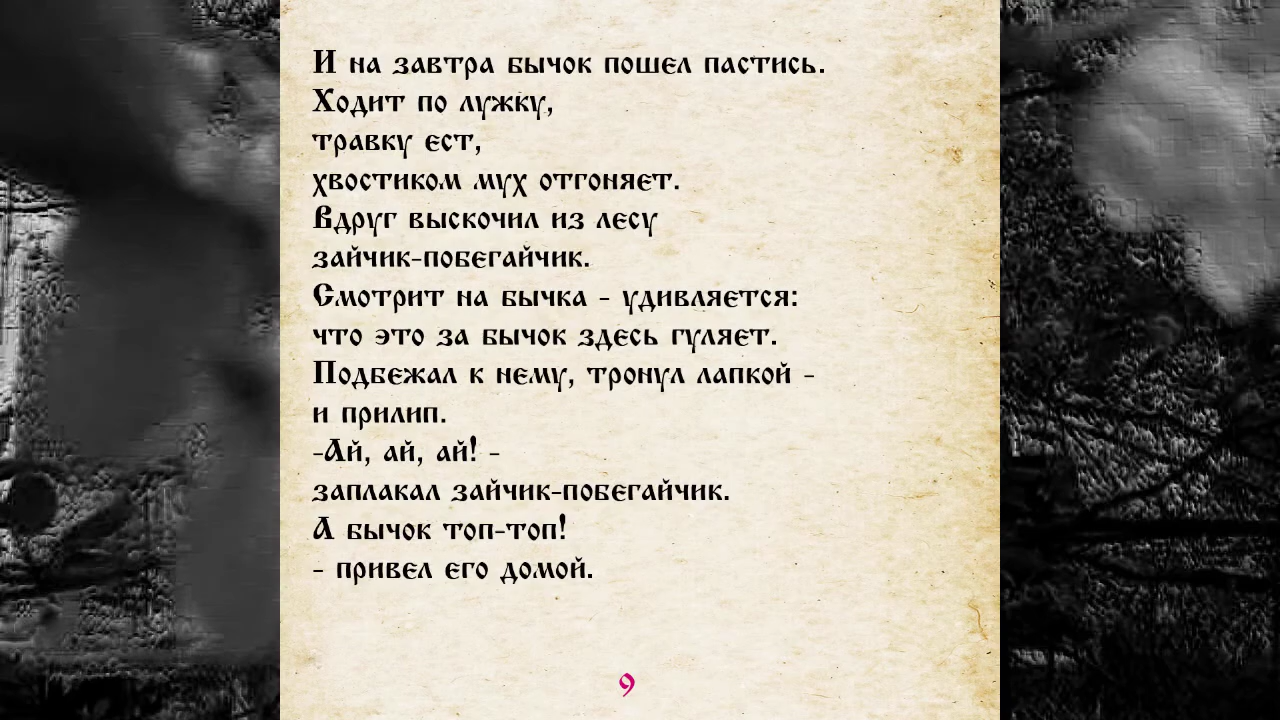 И на завтра бычок пошел пастись.
Ходит по лужку,
травку ест,
хвостиком мух отгоняет.
Вдруг выскочил из лесу
зайчик-побегайчик.
Смотрит на бычка - удивляется:
что это за бычок здесь гуляет.
Подбежал к нему, тронул лапкой -
и прилип.
-Ай, ай, ай! -
заплакал зайчик-побегайчик.
А бычок топ-топ!
- привел его домой.
9